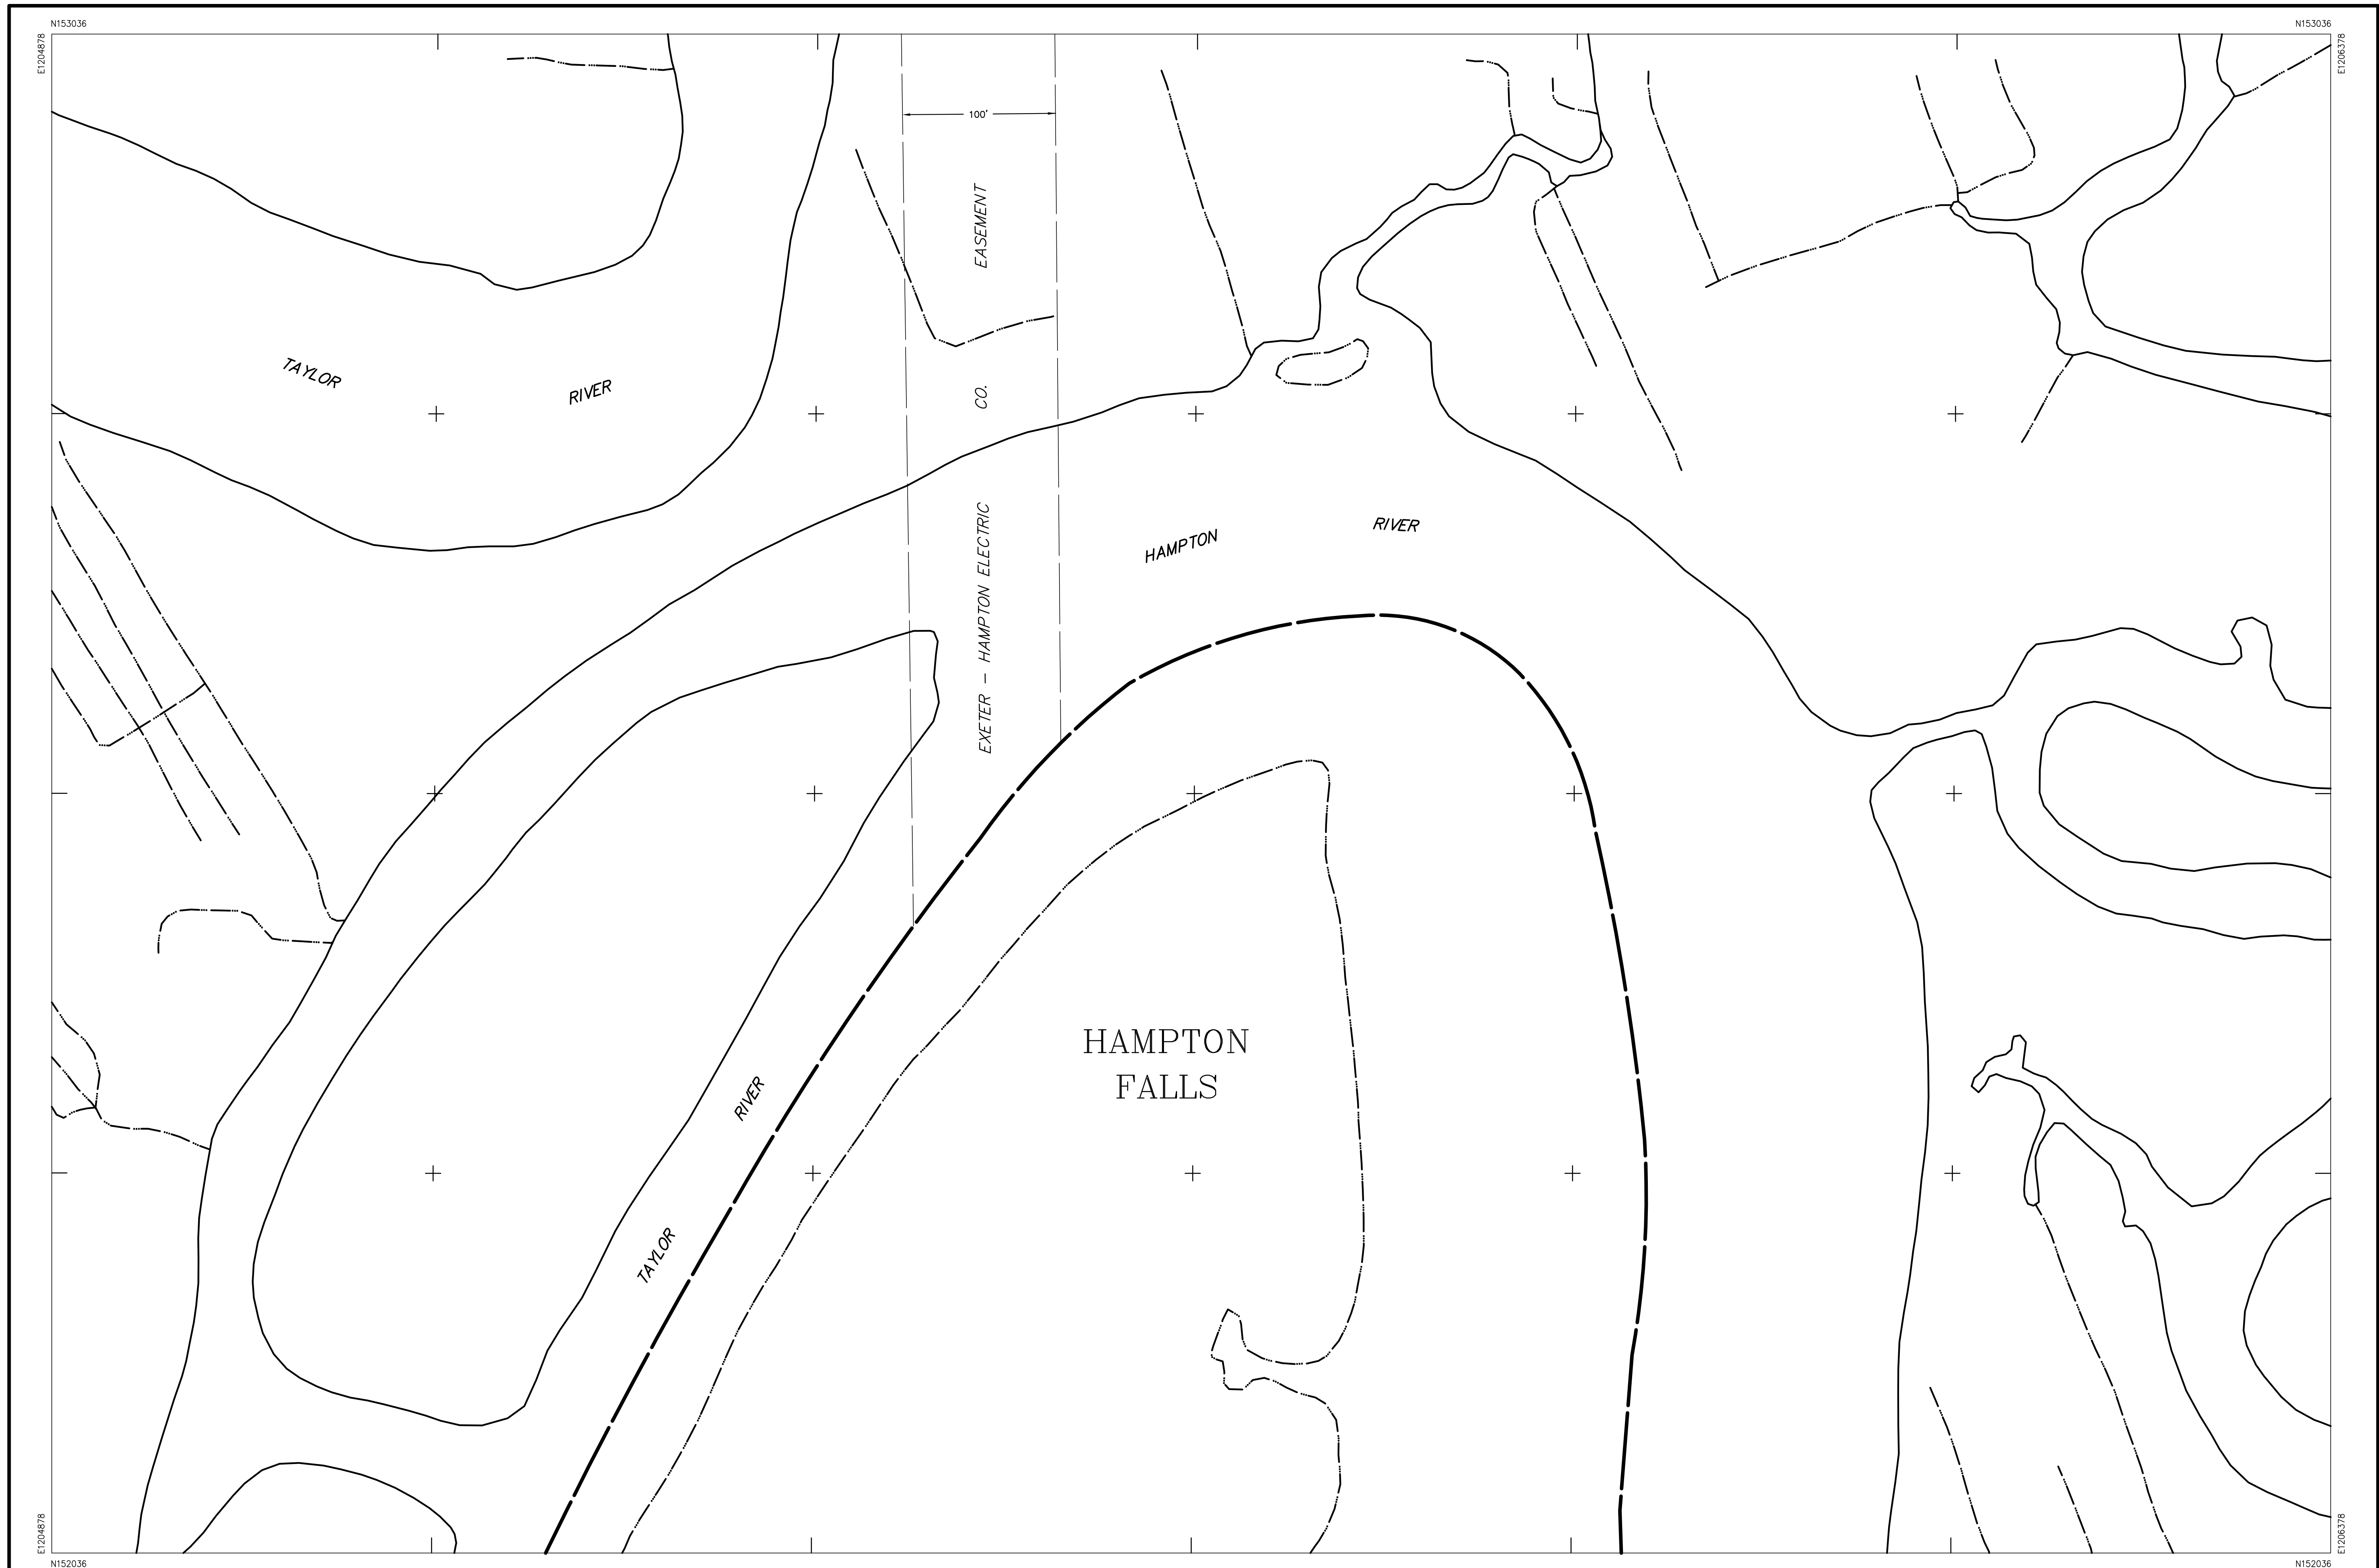 N153036
N153036
E1204878
E1206378
100'
EASEMENT
CO.
EXETER - HAMPTON ELECTRIC
TAYLOR
RIVER
HAMPTON
RIVER
HAMPTON
FALLS
TAYLOR
RIVER
E1204878
E1206378
N152036
N152036